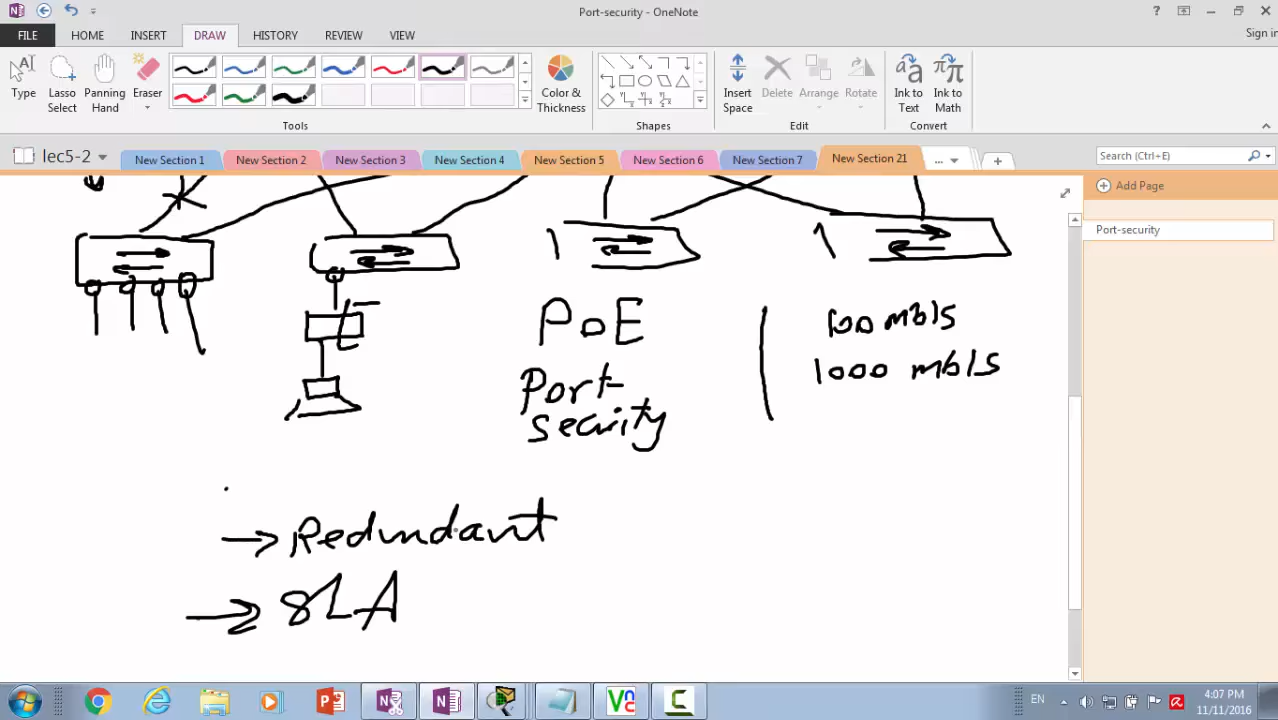 Port-security - OneNote
Sign in
FILE
HOME
INSERT
DRAW
HISTORY
REVIEW
VIEW
Type
Lasso Select
Panning Hand
Eraser
Color & Thickness
Insert Space
Delete
Arrange
Rotate
Ink to Text
Ink to Math
Tools
Shapes
Edit
Convert
lec5-2
New Section 1
New Section 2
New Section 3
New Section 4
New Section 5
New Section 6
New Section 7
New Section 21
...
Search (Ctrl+E)
Add Page
Port-security
PoE
Port-
security
100 mb/s
1000 mb/s
Redundant
SLA
EN
4:07 PM
11/11/2016